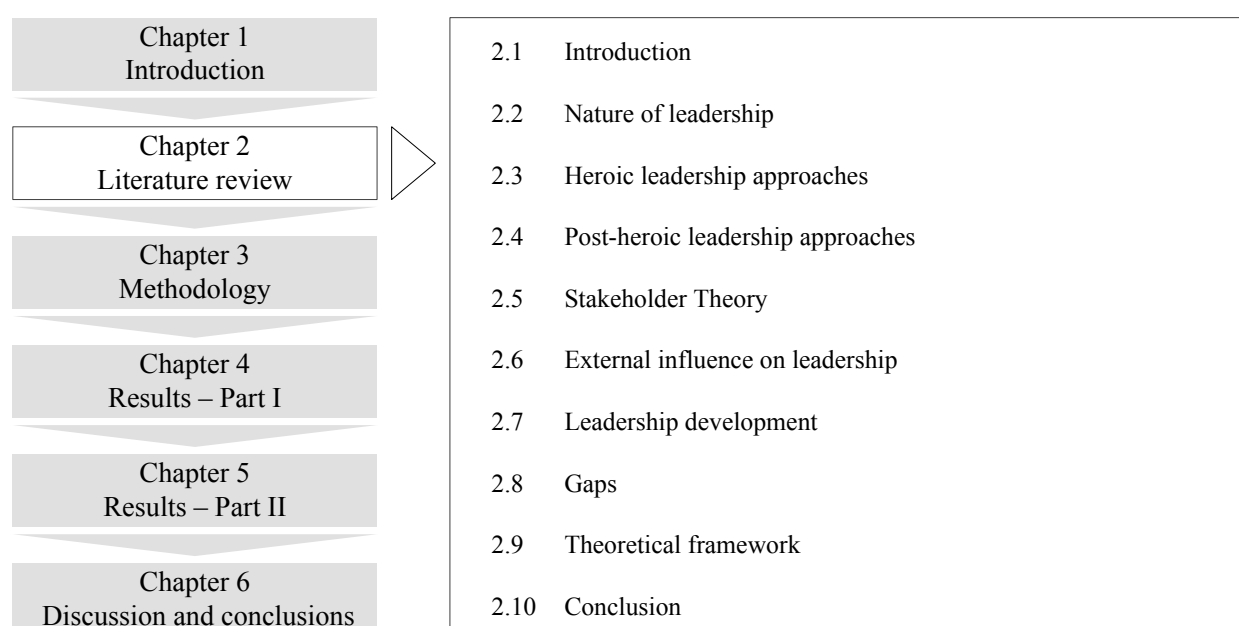 Chapter 1
Introduction
Chapter 2
Literature review
Chapter 3
Methodology
Chapter 4
Results – Part I
Chapter 5
Results – Part II
Chapter 6
Discussion and conclusions
2.1 Introduction
2.2 Nature of leadership
2.3 Heroic leadership approaches
2.4 Post-heroic leadership approaches
2.5 Stakeholder Theory
2.6 External influence on leadership
2.7 Leadership development
2.8 Gaps
2.9 Theoretical framework
2.10 Conclusion